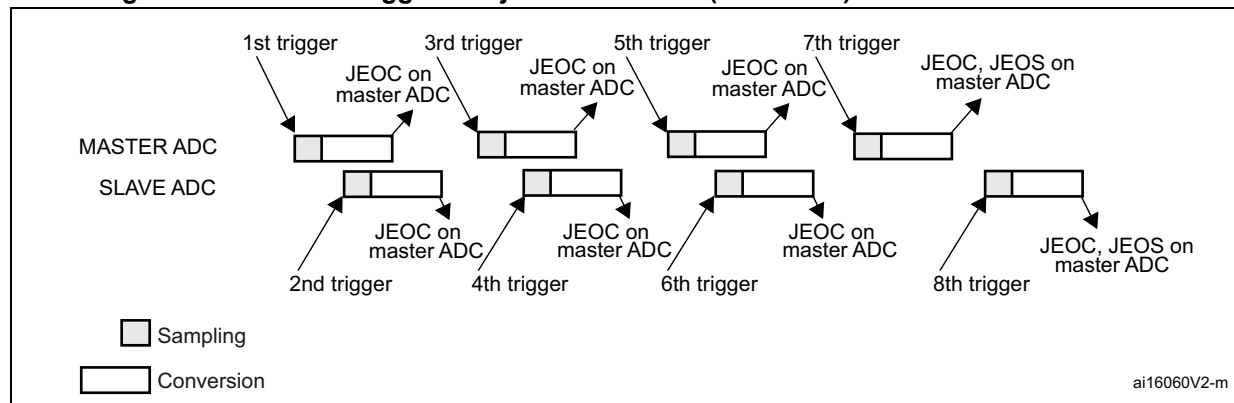 1st trigger
3rd trigger
5th trigger
7th trigger
JEOC on
master ADC
JEOC on
master ADC
JEOC on
master ADC
JEOC, JEOS on
master ADC
MASTER ADC
SLAVE ADC
JEOC on
master ADC
JEOC on
master ADC
JEOC on
master ADC
JEOC, JEOS on
master ADC
2nd trigger
4th trigger
6th trigger
8th trigger
Sampling
Conversion
ai16060V2-m